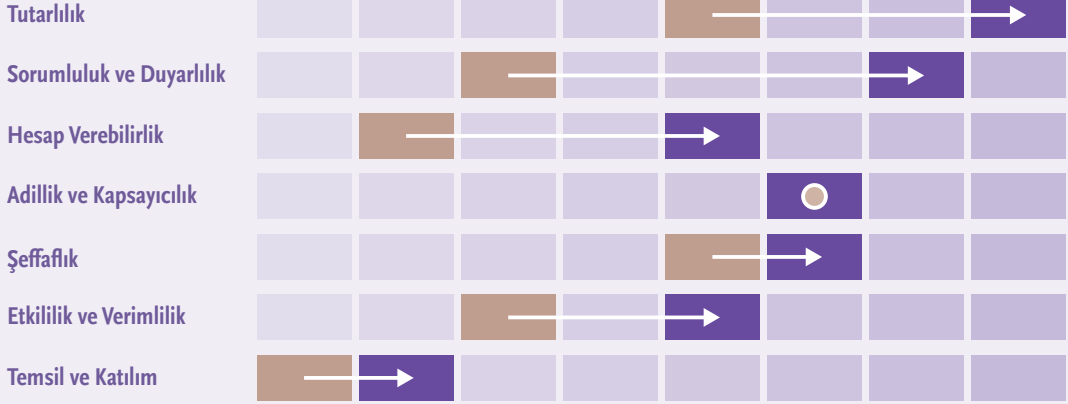 Tutarlılık
Sorumluluk ve Duyarlılık
Hesap Verebilirlik
Adillik ve Kapsayıcılık
Şeffaflık
Etkililik ve Verimlilik
Temsil ve Katılım